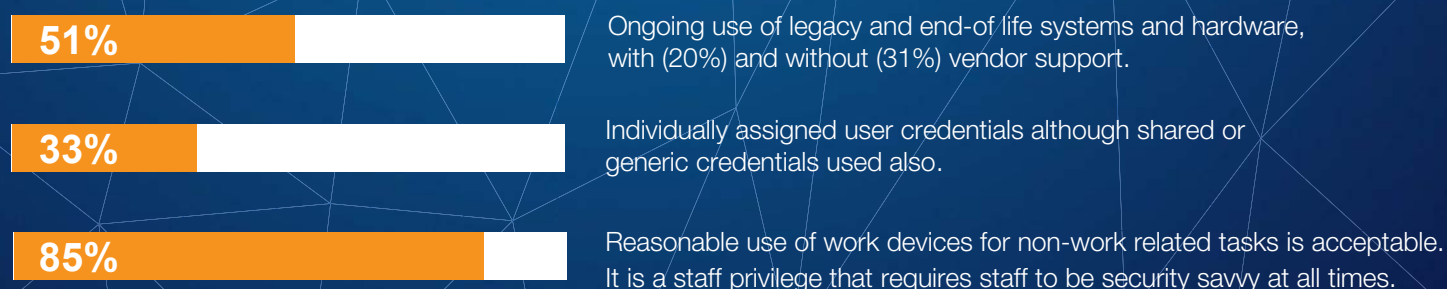 51%
Ongoing use of legacy and end-of life systems and hardware,
with (20%) and without (31%) vendor support.
33%
Individually assigned user credentials although shared or
generic credentials used also.
85%
Reasonable use of work devices for non-work related tasks is acceptable.
It is a staff privilege that requires staff to be security savvy at all times.